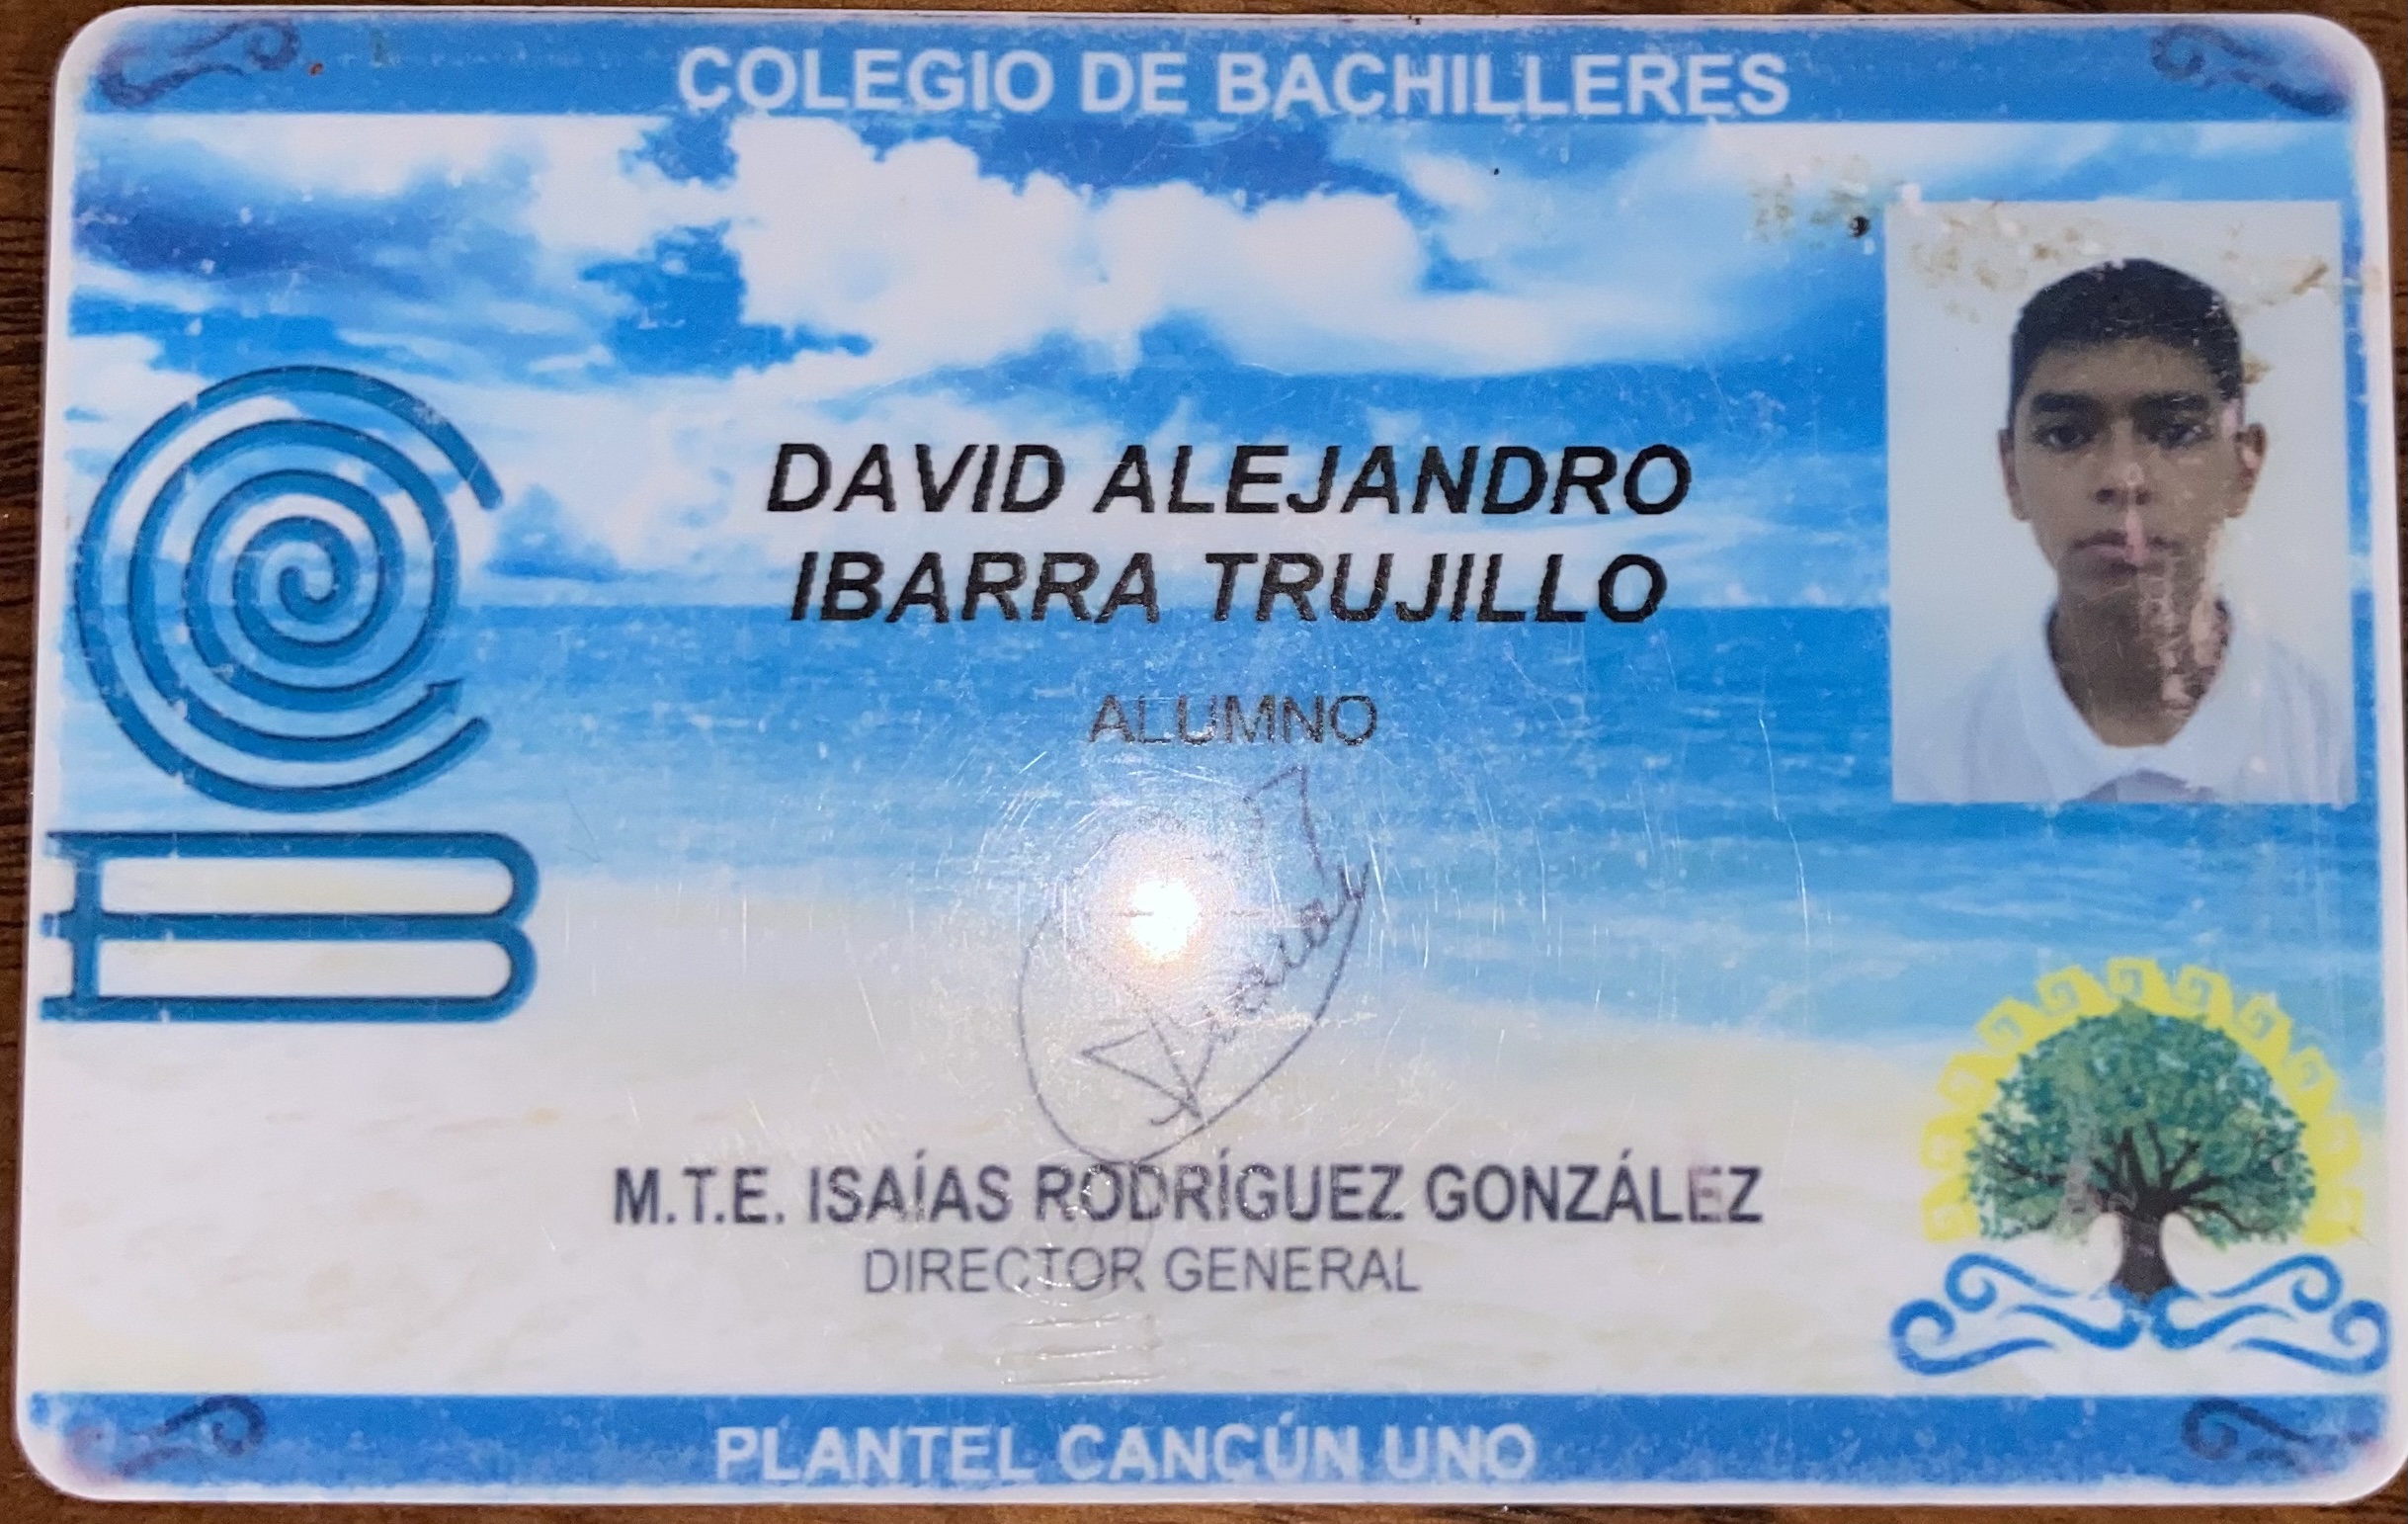 COLEGIO DE BACHILLERES
DAVID ALEJANDRO
IBARRA TRUJILLO
ALUMNO
M.T.E. ISAÍAS RODRÍGUEZ GONZÁLEZ
DIRECTOR GENERAL
PLANTEL CANCÚN UNO